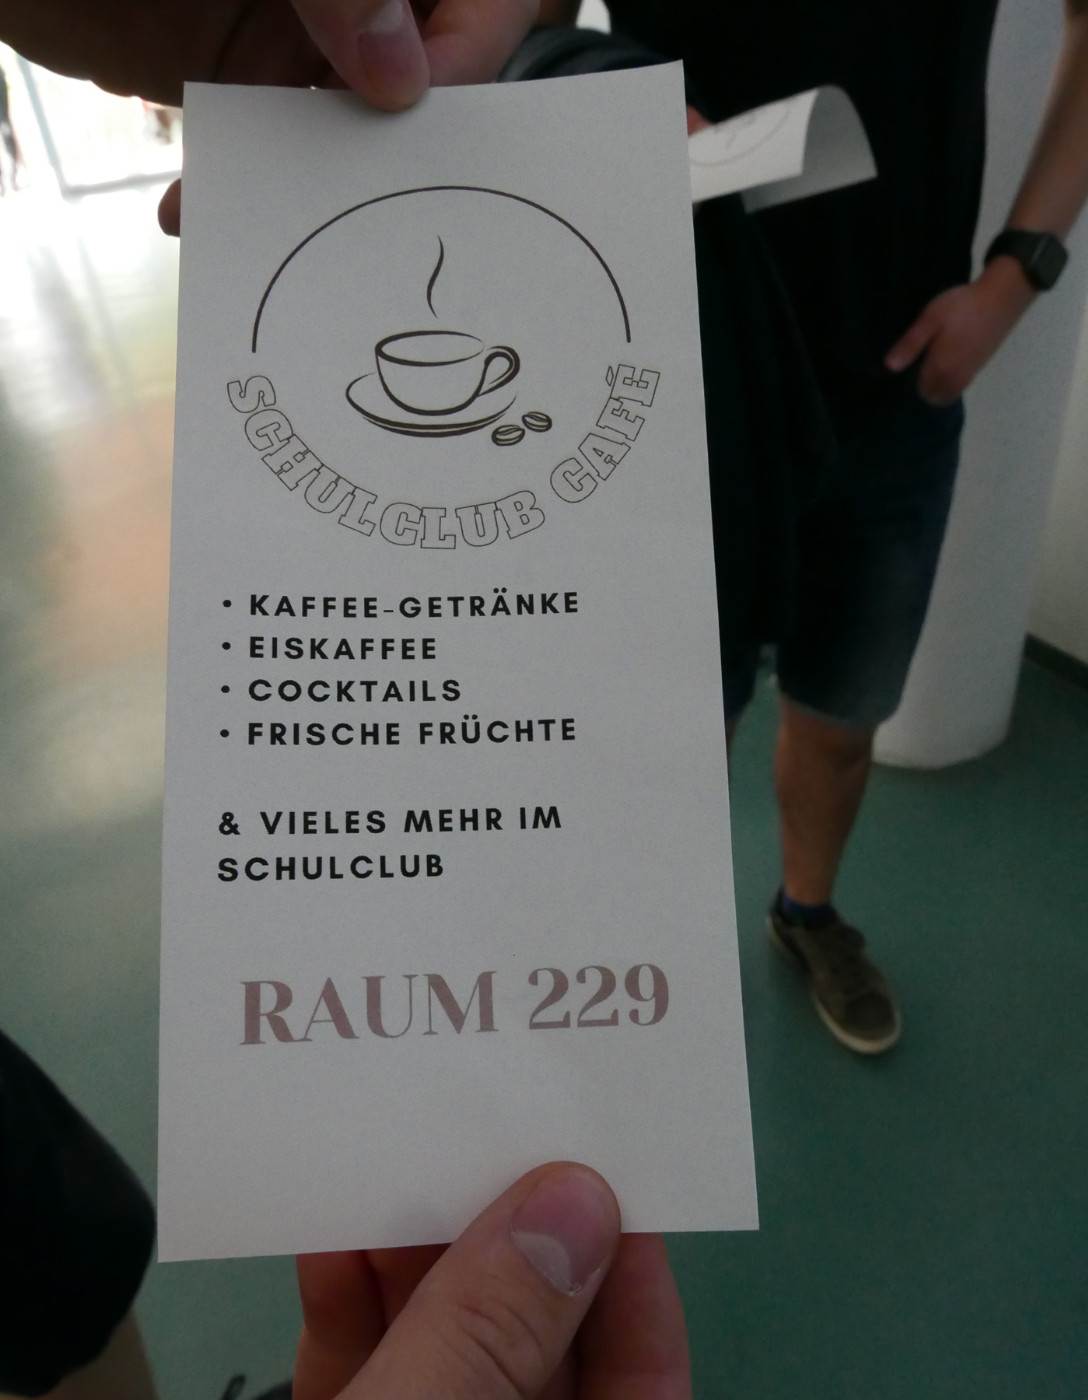 SCHULCLUB CAFÉ
• KAFFEE-GETRÄNKE
• EISKAFFEE
• COCKTAILS
• FRISCHE FRÜCHTE
& VIELES MEHR IM
SCHULCLUB
RAUM 229